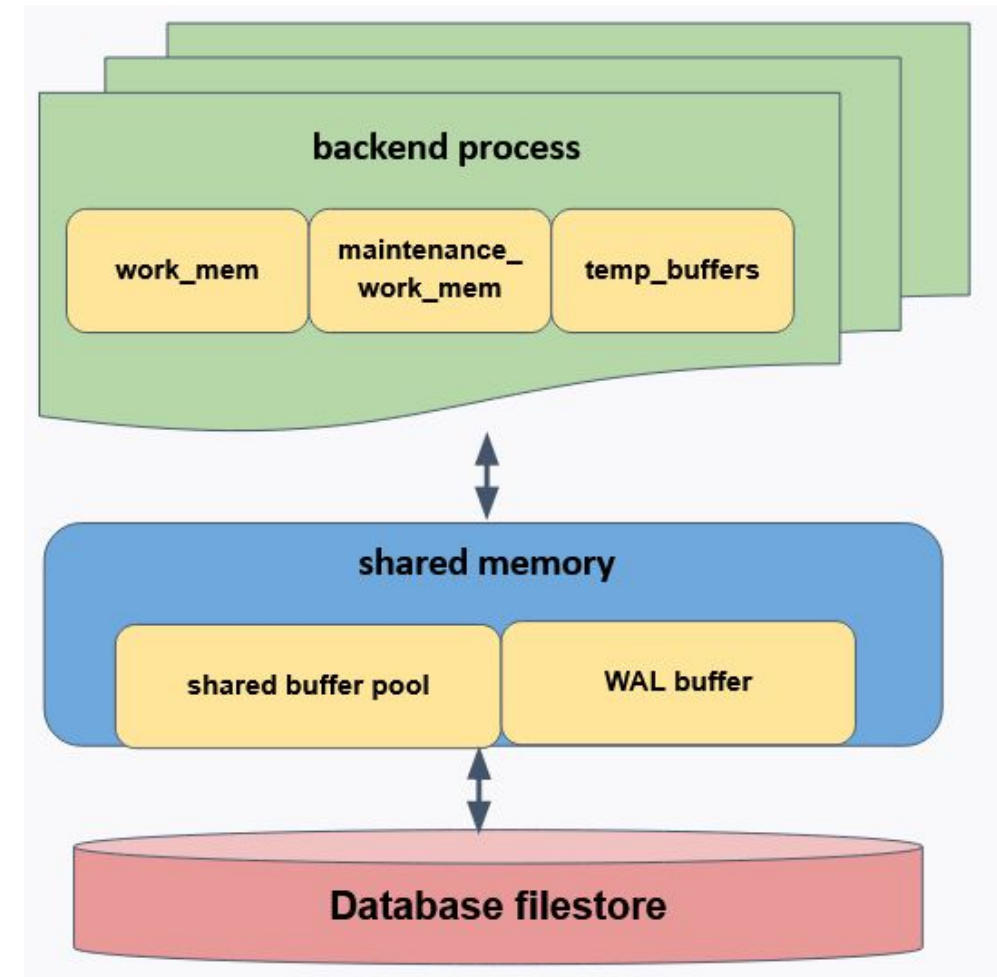 backend process
work_mem
maintenance_
work_mem
temp_buffers
shared memory
shared buffer pool
WAL buffer
Database filestore